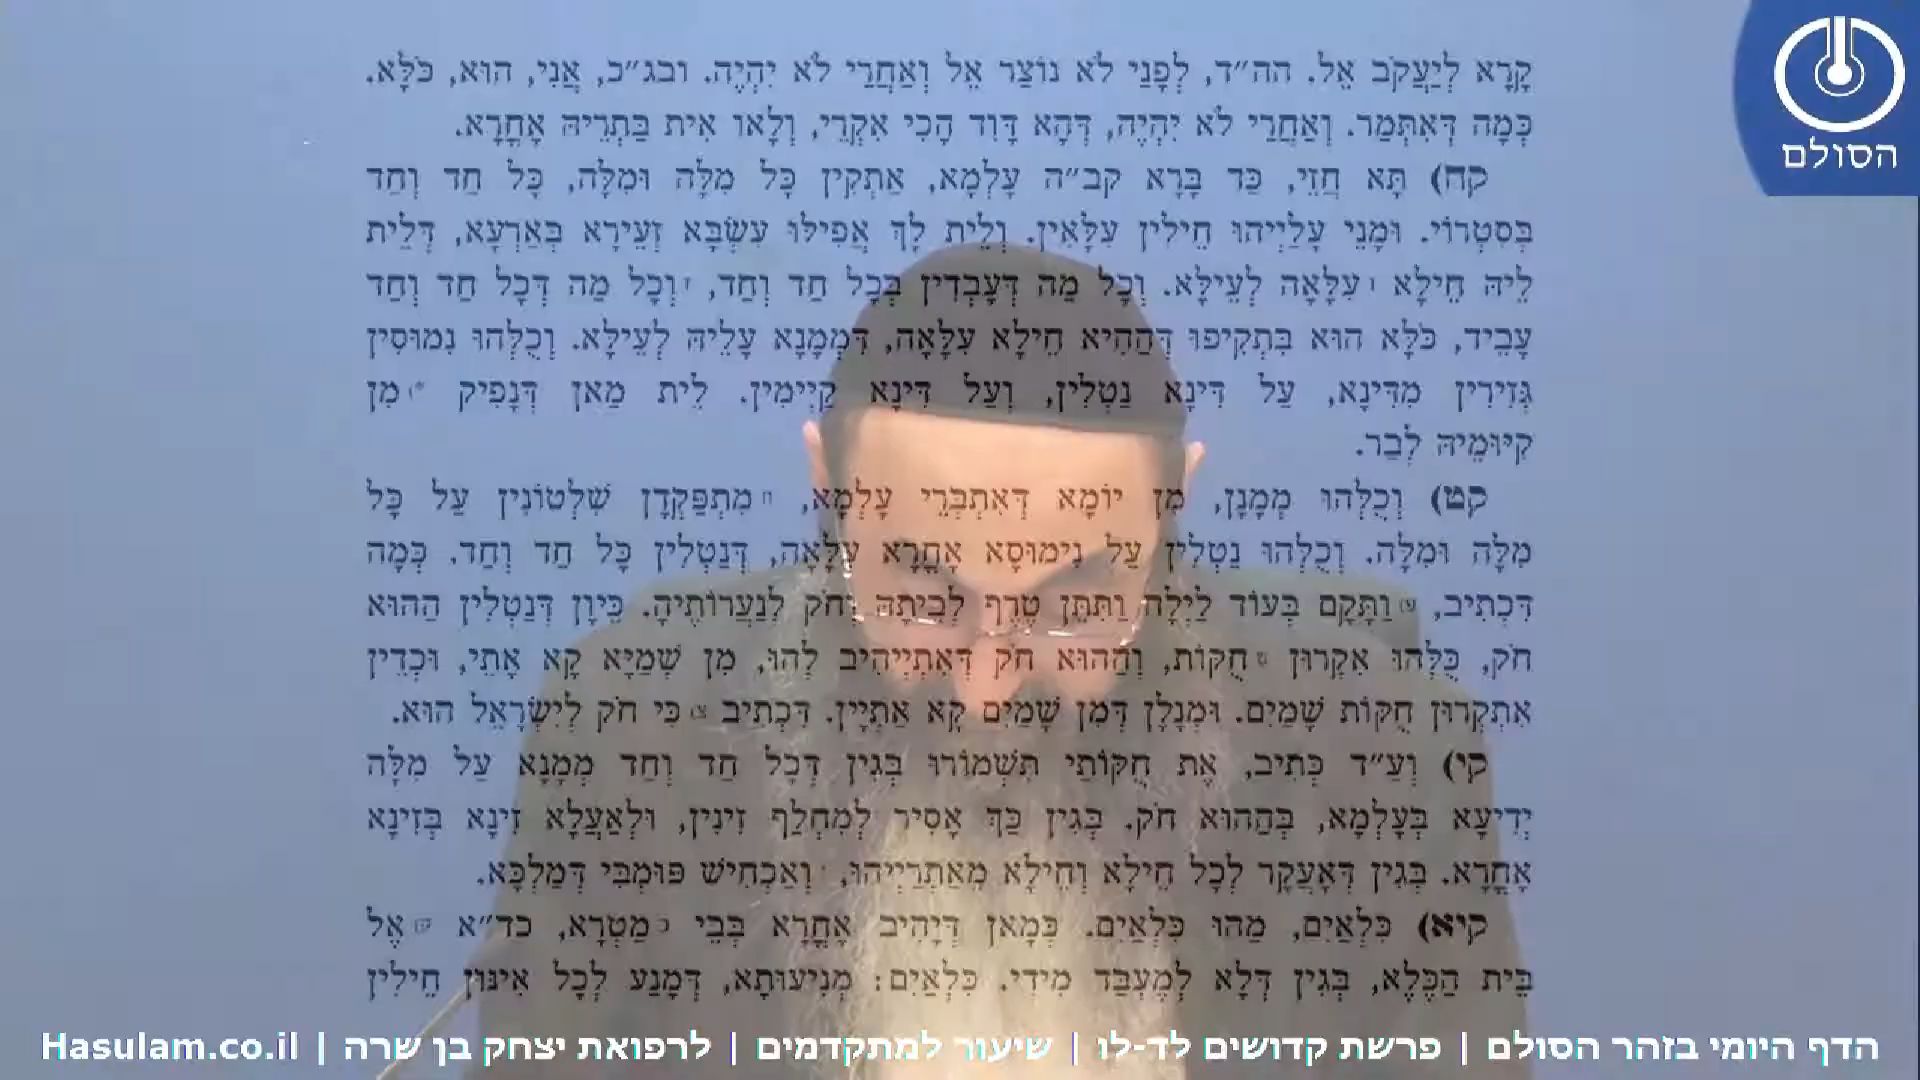 קָרָא לְיַעֲקֹב אֵל. הה״ד, לְפָנַי לֹא נוֹצַר אֵל וְאַחֲרַי לֹא יִהְיֶה. ובג״כ, אֲנִי, הוּא, כֹּלָּא.
כְּמָה דְּאִתְּמַר. וְאַחֲרַי לֹא יִהְיֶה, דְּהָא דָּוִד הָכִי אִקְרֵי, וְלָאו אִית בַּתְרֵיהּ אָחֳרָא.
קח) תָּא חֲזֵי, כַּד בָּרָא קב״ה עָלְמָא, אַתְקִין כָּל מִלָּה וּמִלָּה, כָּל חַד וְחַד
בְּסִטְרוֹי. וּמָנֵי עָלַיְיהוּ חֵילִין עִלָּאִין. וְלֵית לָךְ אֲפִילוּ עִשְׂבָּא זְעֵירָא בְּאַרְעָא, דְּלֵית
לֵיהּ חֵילָא עִלָּאָה לְעֵילָּא. וְכָל מַה דְּעָבְדִין בְּכָל חַד וְחַד, וְכָל מַה דְּכָל חַד וְחַד
עָבֵיד, כֹּלָּא הוּא בִּתְקִיפוּ דְּהַהִיא חֵילָא עִלָּאָה, דְּמְמָנָא עָלֵיהּ לְעֵילָּא. וְכֻלְּהוּ נִמוּסִין
גְּזִירִין מִדִּינָא, עַל דִּינָא נַטְלִין, וְעַל דִּינָא קַיְימִין. לֵית מַאן דְּנָפִיק מִן
קִיּוּמֵיהּ לְבַר.
קט) וְכֻלְּהוּ מְמָנָן, מִן יוֹמָא דְּאִתְבְּרֵי עָלְמָא, מִתְפַּקְּדָן שֻׁלְטוֹנִין עַל כָּל
מִלָּה וּמִלָּה. וְכֻלְּהוּ נַטְלִין עַל נִימוּסָא אָחֳרָא עִלָּאָה, דְּנַטְלִין כָּל חַד וְחַד. כְּמָה
דִּכְתִיב, וַתָּקָם בְּעוֹד לַיְלָה וַתִּתֵּן טֶרֶף לְבֵיתָהּ וְחֹק לְנַעֲרוֹתֶיהָ. כֵּיוָן דְּנַטְלִין הַהוּא
חֹק, כֻּלְּהוּ אִקְרוּן חֻקּוֹת, וְהַהוּא חֹק דְּאִתְיְיהִיב לְהוּ, מִן שְׁמַיָּא קָא אָתֵי, וּכְדֵין
אִתְקְרוּן חֻקּוֹת שָׁמַיִם. וּמְנָלָן דְּמִן שָׁמַיִם קָא אַתְיָין. דִּכְתִיב כִּי חֹק לְיִשְׂרָאֵל הוּא.
קי) וְעַ״ד כְּתִיב, אֶת חֻקּוֹתַי תִּשְׁמוֹרוּ בְּגִין דְּכָל חַד וְחַד מְמָנָא עַל מִלָּה
יְדִיעָא בְּעָלְמָא, בְּהַהוּא חֹק. בְּגִין כַּךְ אָסִיר לְמִחְלַף זִינִין, וּלְאַעֲלָא זִינָא בְּזִינָא
אָחֳרָא. בְּגִין דְּאָעֲקָר לְכָל חֵילָא וְחֵילָא מֵאַתְרַיְיהוּ, וְאַכְחִישׁ פּוּמְבֵּי דְּמַלְכָּא.
קיא) כִּלְאַיִם, מַהוּ כִּלְאַיִם. כְּמָאן דְּיָהִיב אָחֳרָא בְּבֵי מַטְרָא, כד״א אֶל
בֵּית הַכֶּלֶא, בְּגִין דְּלָא לְמֶעְבַּד מִידֵי. כִּלְאַיִם: מְנִיעוּתָא, דְּמָנַע לְכָל אִינּוּן חֵילִין
הסולם
הדף היומי בזהר הסולם | פרשת קדושים לד-לו | שיעור למתקדמים | לרפואת יצחק בן שרה | Hasulam.co.il